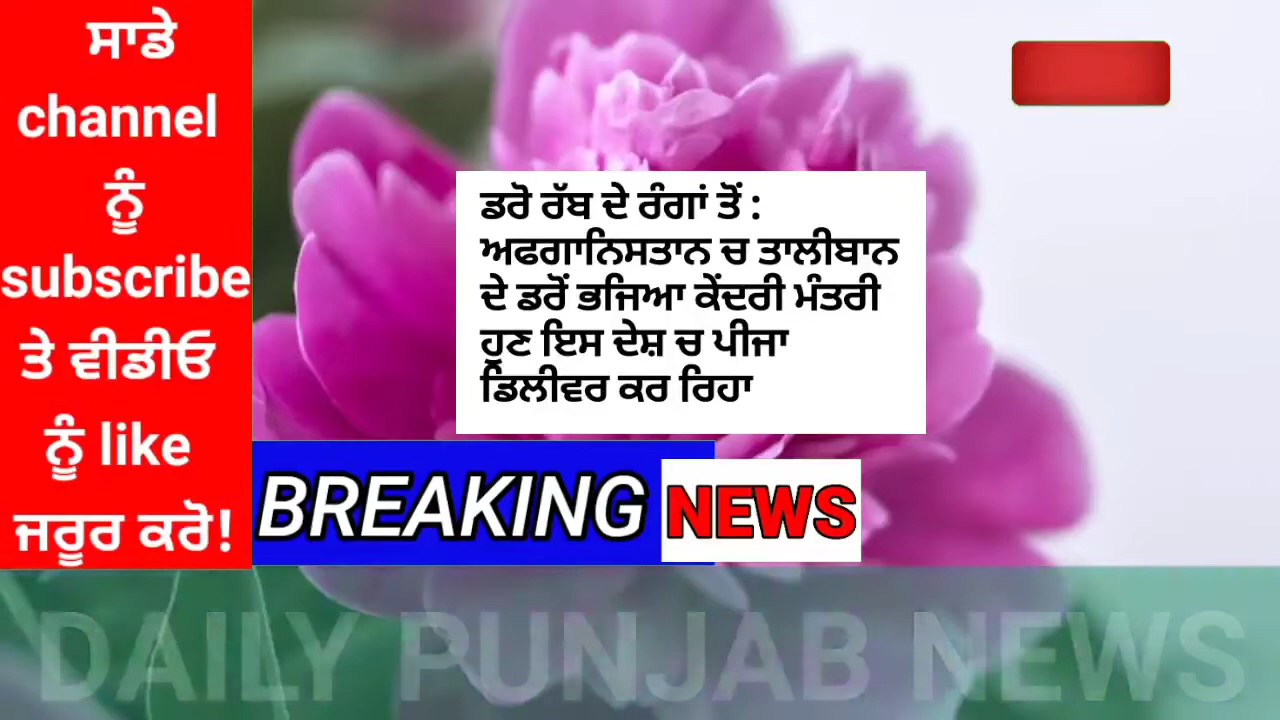 ਸਾਡੇ
channel
ਨੂੰ
subscribe
ਤੇ ਵੀਡੀਓ
ਨੂੰ like
ਜਰੂਰ ਕਰੋ!
ਡਰੋ ਰੱਬ ਦੇ ਰੰਗਾਂ ਤੋਂ :
ਅਫਗਾਨਿਸਤਾਨ ਚ ਤਾਲੀਬਾਨ
ਦੇ ਡਰੋਂ ਭਜਿਆ ਕੇਂਦਰੀ ਮੰਤਰੀ
ਹੁਣ ਇਸ ਦੇਸ਼ ਚ ਪੀਜਾ
ਡਿਲੀਵਰ ਕਰ ਰਿਹਾ
BREAKING NEWS
DAILY PUNJAB NEWS